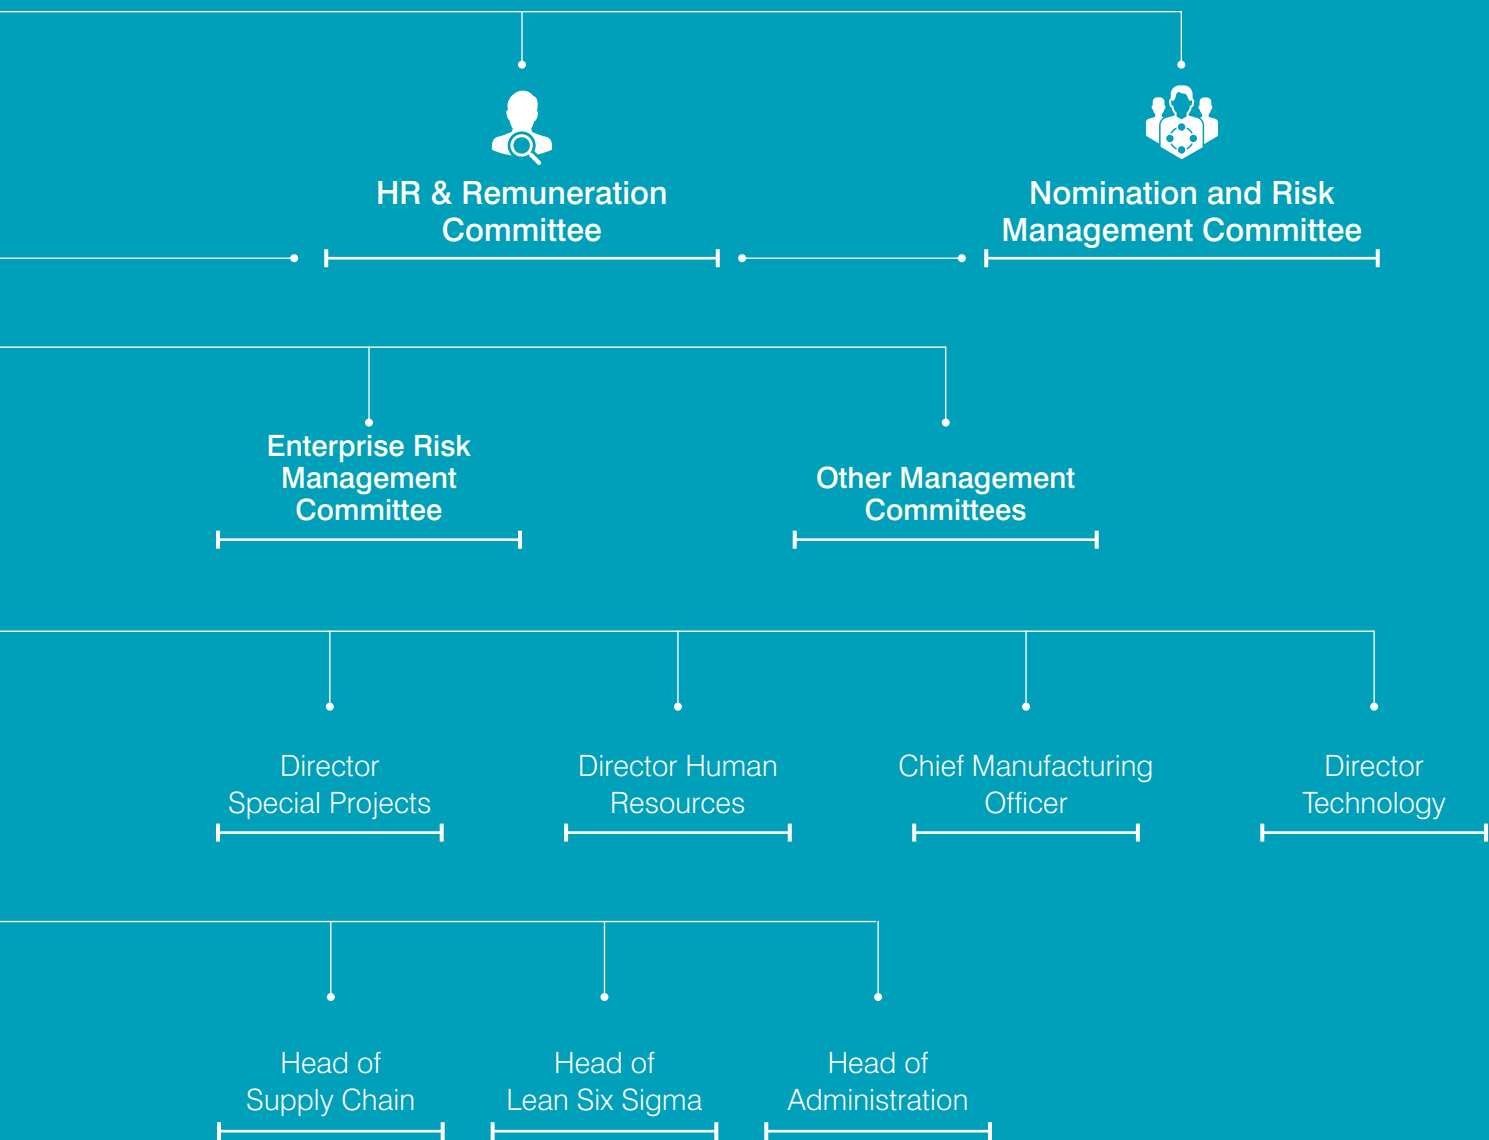 HR & Remuneration
Committee
Nomination and Risk
Management Committee
Enterprise Risk
Management
Committee
Other Management
Committees
Director
Special Projects
Director Human
Resources
Chief Manufacturing
Officer
Director
Technology
Head of
Supply Chain
Head of
Lean Six Sigma
Head of
Administration